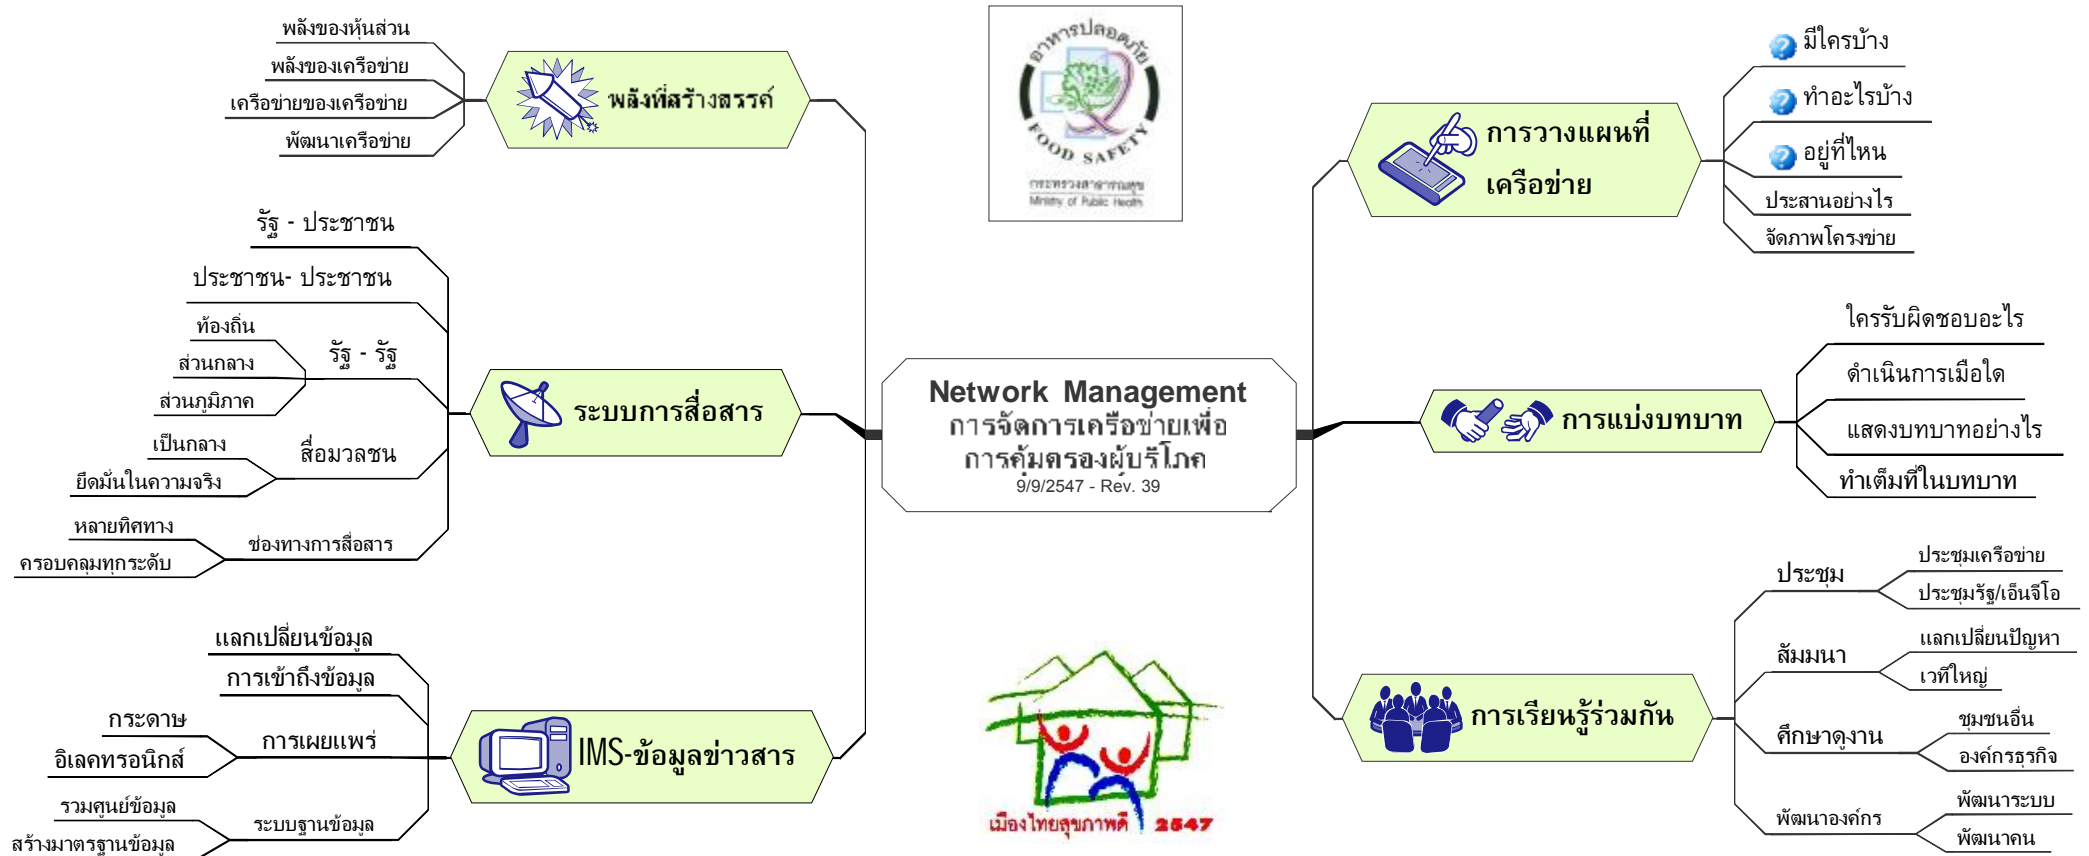 พลังของหุ้นส่วน
พลังของเครือข่าย
เครือข่ายของเครือข่าย
พัฒนาเครือข่าย
พลังที่สร้างสรรค์
รัฐ - ประชาชน
ประชาชน- ประชาชน
ท้องถิ่น
ส่วนกลาง
ส่วนภูมิภาค
รัฐ - รัฐ
เป็นกลาง
ยึดมั่นในความจริง
สื่อมวลชน
หลายทิศทาง
ครอบคลุมทุกระดับ
ช่องทางการสื่อสาร
ระบบการสื่อสาร
แลกเปลี่ยนข้อมูล
การเข้าถึงข้อมูล
กระดาษ
อิเลคทรอนิกส์
การเผยแพร่
รวมศูนย์ข้อมูล
สร้างมาตรฐานข้อมูล
ระบบฐานข้อมูล
IMS-ข้อมูลข่าวสาร
อาหารปลอดภัย
FOOD SAFETY
กระทรวงสาธารณสุข
Ministry of Public Health
Network Management
การจัดการเครือข่ายเพื่อ
การคุ้มครองผู้บริโภค
9/9/2547 - Rev. 39
เมืองไทยสุขภาพดี 2547
การวางแผนที่
เครือข่าย
มีใครบ้าง
ทำอะไรบ้าง
อยู่ที่ไหน
ประสานอย่างไร
จัดภาพโครงข่าย
การแบ่งบทบาท
ใครรับผิดชอบอะไร
ดำเนินการเมื่อใด
แสดงบทบาทอย่างไร
ทำเต็มที่ในบทบาท
การเรียนรู้ร่วมกัน
ประชุม
ประชุมเครือข่าย
ประชุมรัฐ/เอ็นจีโอ
สัมมนา
แลกเปลี่ยนปัญหา
เวทีใหญ่
ศึกษาดูงาน
ชุมชนอื่น
องค์กรธุรกิจ
พัฒนาองค์กร
พัฒนาระบบ
พัฒนาคน